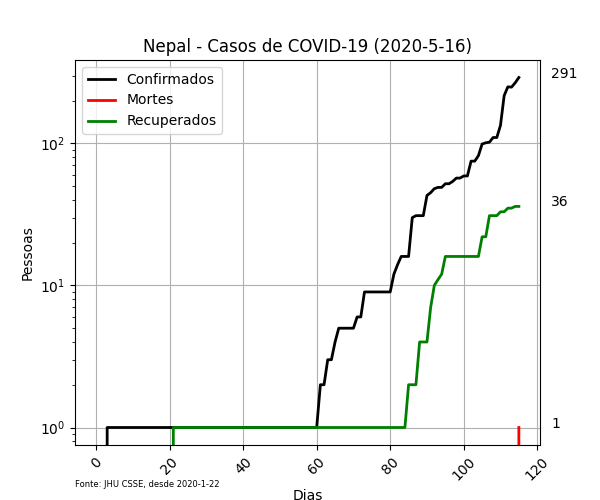 Nepal - Casos de COVID-19 (2020-5-16)
Confirmados
Mortes
Recuperados
291
36
1
Pessoas
10²
10¹
10⁰
0 20 40 60 80 100 120
Fonte: JHU CSSE, desde 2020-1-22
Dias